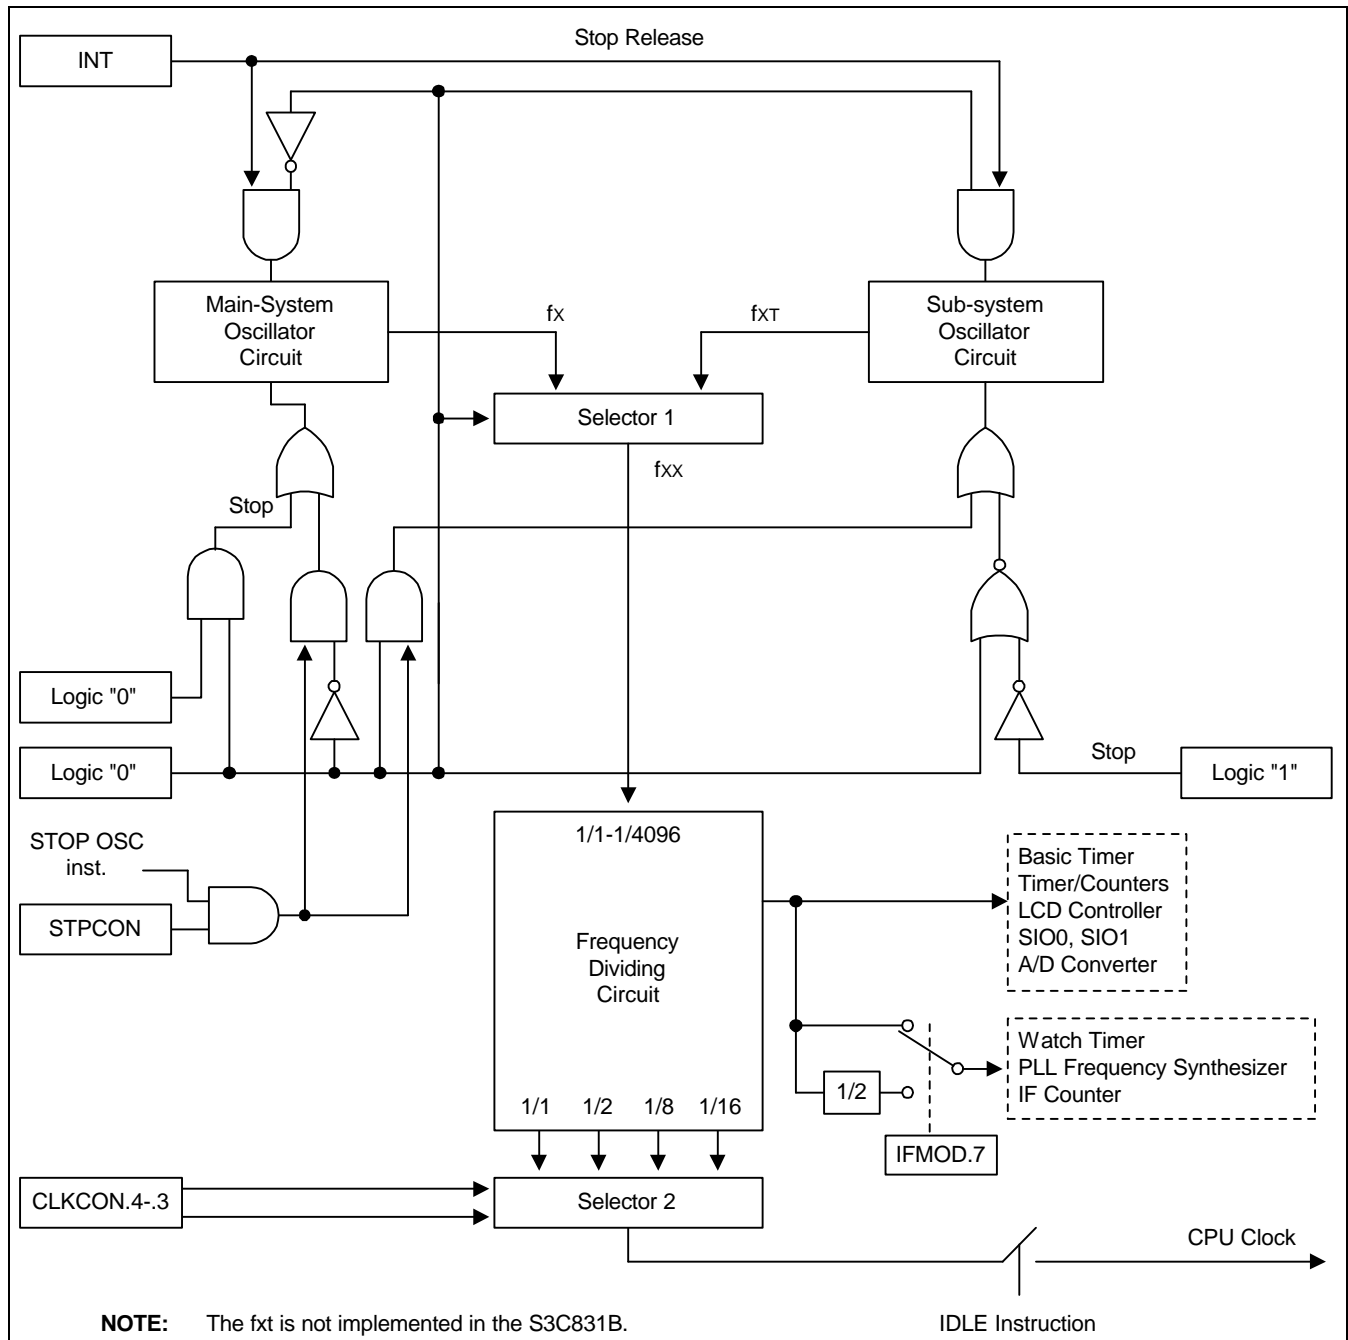 Stop Release
INT
Main-System
Oscillator
Circuit
fX
fXT
Sub-system
Oscillator
Circuit
Selector 1
fXX
Stop
Logic "0"
Logic "0"
Stop
Logic "1"
STOP OSC
inst.
STPCON
1/1-1/4096
Frequency
Dividing
Circuit
1/1 1/2 1/8 1/16
Basic Timer
Timer/Counters
LCD Controller
SIO0, SIO1
A/D Converter
Watch Timer
PLL Frequency Synthesizer
IF Counter
1/2
IFMOD.7
CLKCON.4-.3
Selector 2
CPU Clock
IDLE Instruction
NOTE: The fxt is not implemented in the S3C831B.